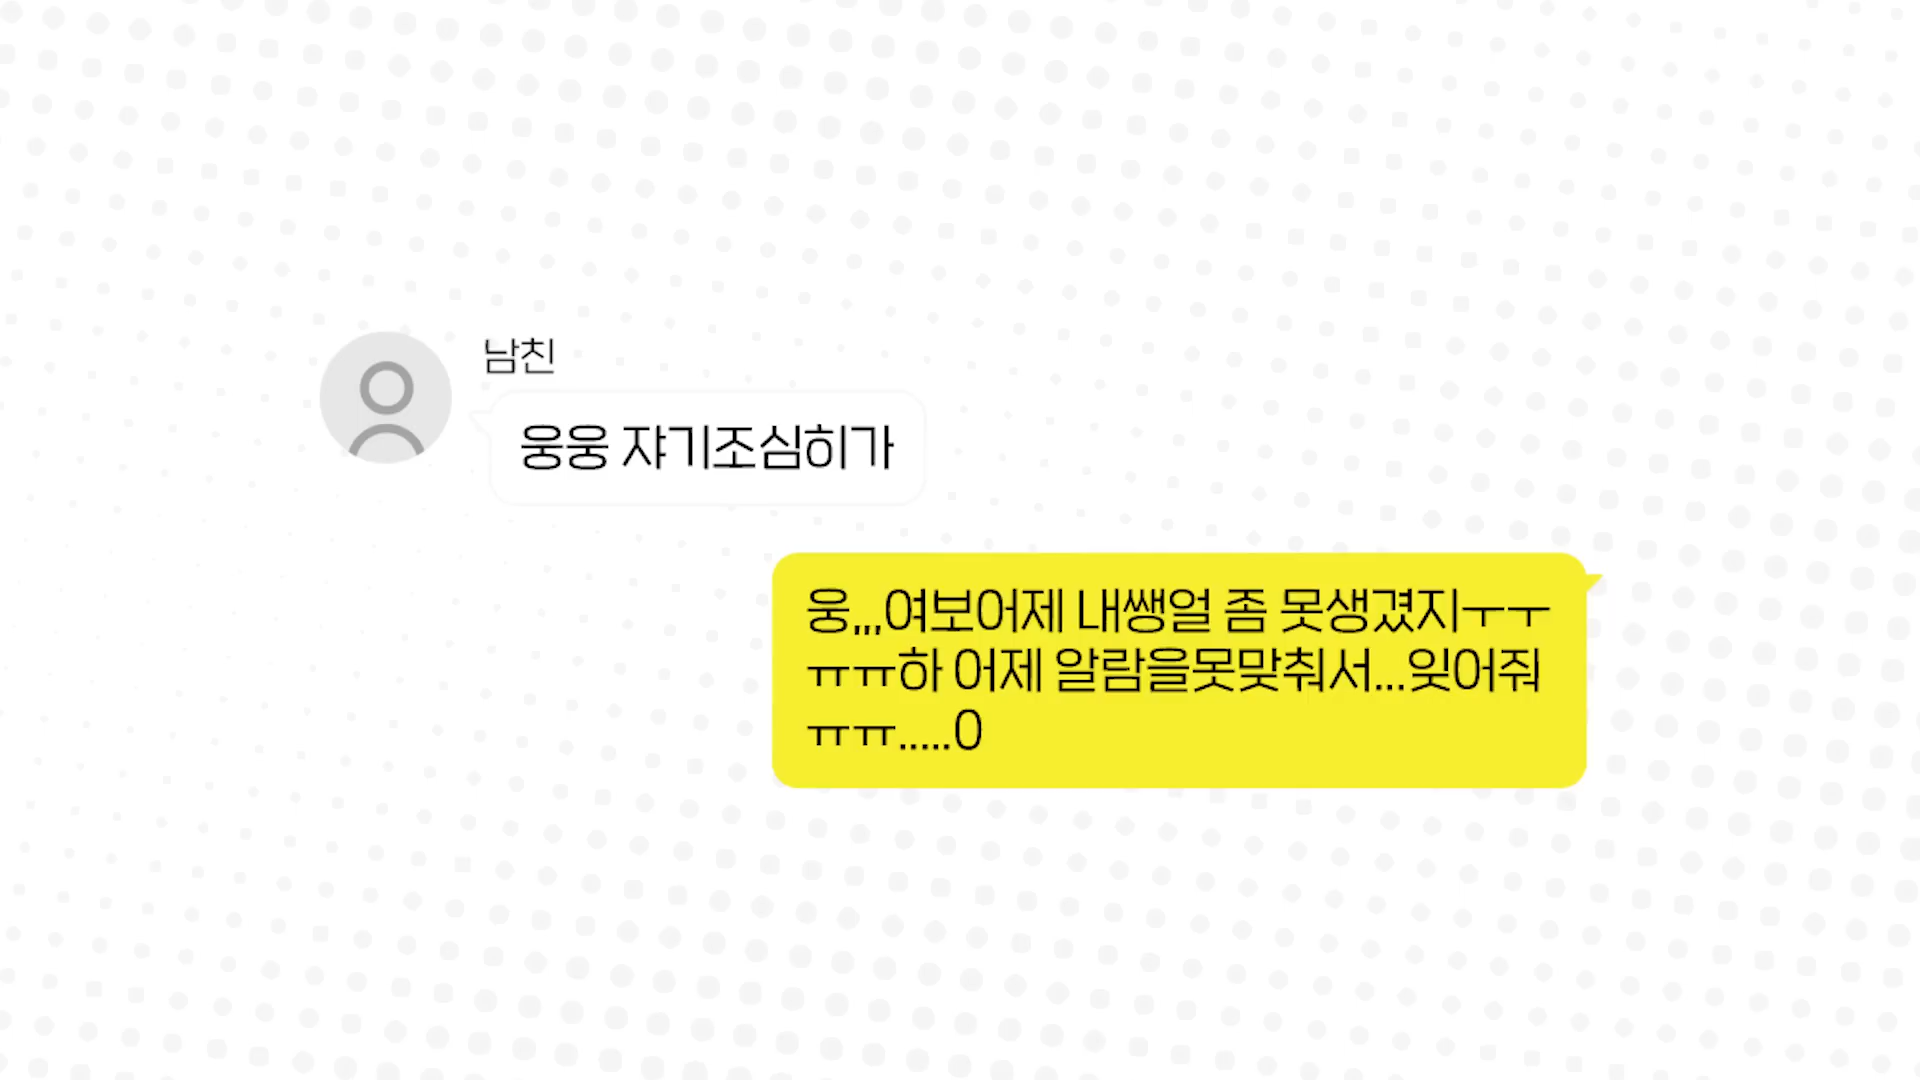 남친
웅웅 쟈기조심히가
웅,,,여보어제 내쌩얼 좀 못생겼지ㅜㅜ
ㅠㅠ하 어제 알람을못맞춰서...잊어줘
ㅠㅠ.....0